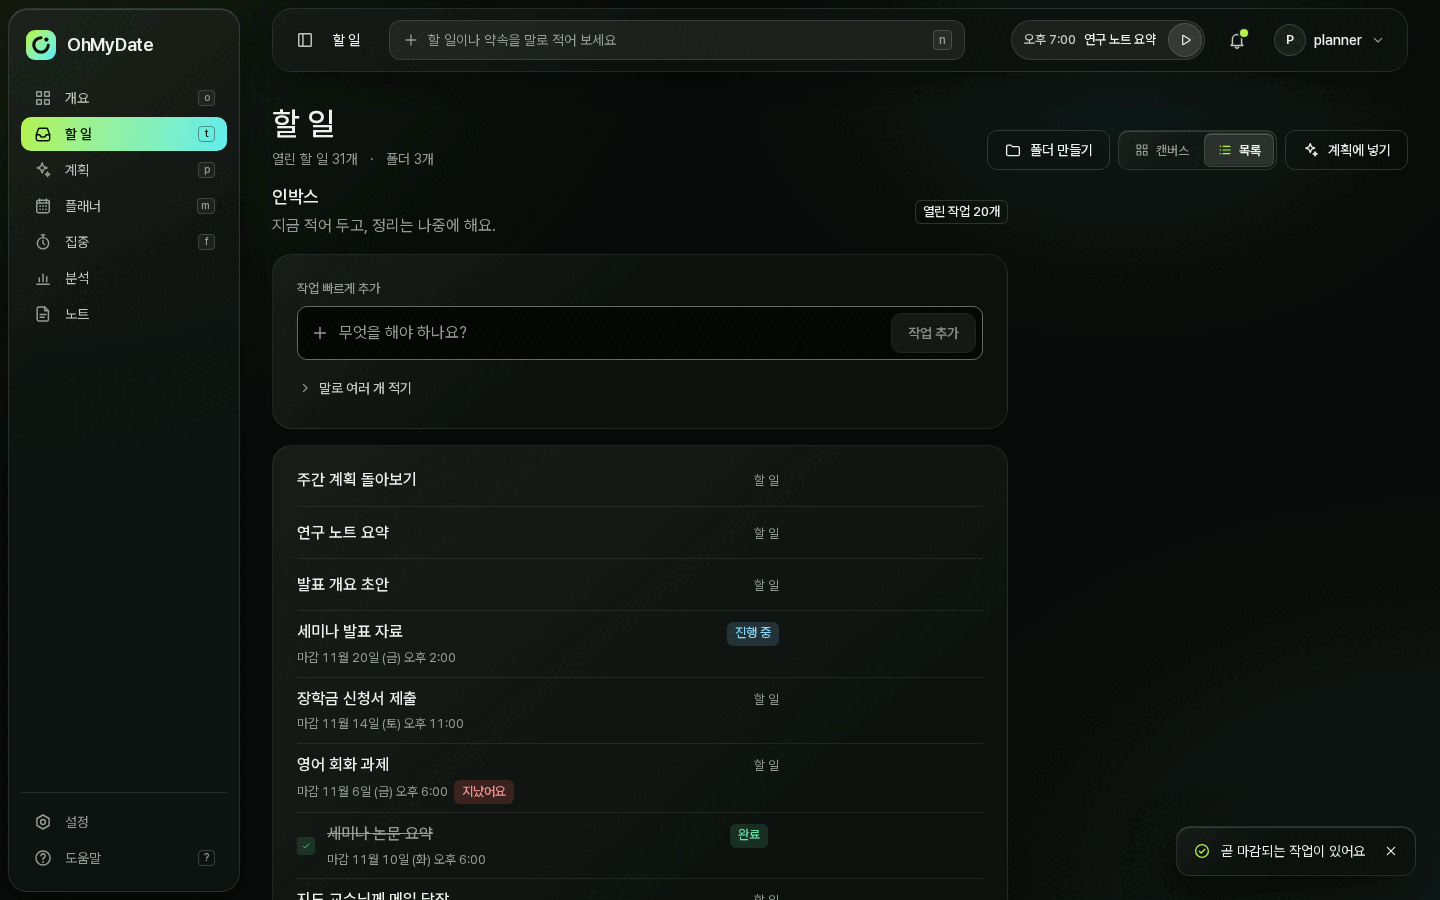 OhMyDate
개요 o
할 일 t
계획 p
플래너 m
집중 f
분석
노트
설정
도움말 ?
할 일
할 일이나 약속을 말로 적어 보세요 n
오후 7:00 연구 노트 요약
P planner
할 일
열린 할 일 31개 · 폴더 3개
폴더 만들기
캔버스
목록
계획에 넣기
인박스
지금 적어 두고, 정리는 나중에 해요.
열린 작업 20개
작업 빠르게 추가
무엇을 해야 하나요?
작업 추가
말로 여러 개 적기
주간 계획 돌아보기 할 일
연구 노트 요약 할 일
발표 개요 초안 할 일
세미나 발표 자료 진행 중
마감 11월 20일 (금) 오후 2:00
장학금 신청서 제출 할 일
마감 11월 14일 (토) 오후 11:00
영어 회화 과제 할 일
마감 11월 6일 (금) 오후 6:00 지났어요
세미나 논문 요약 완료
마감 11월 10일 (화) 오후 6:00
지도 교수님께 메일 답장 할 일
곧 마감되는 작업이 있어요